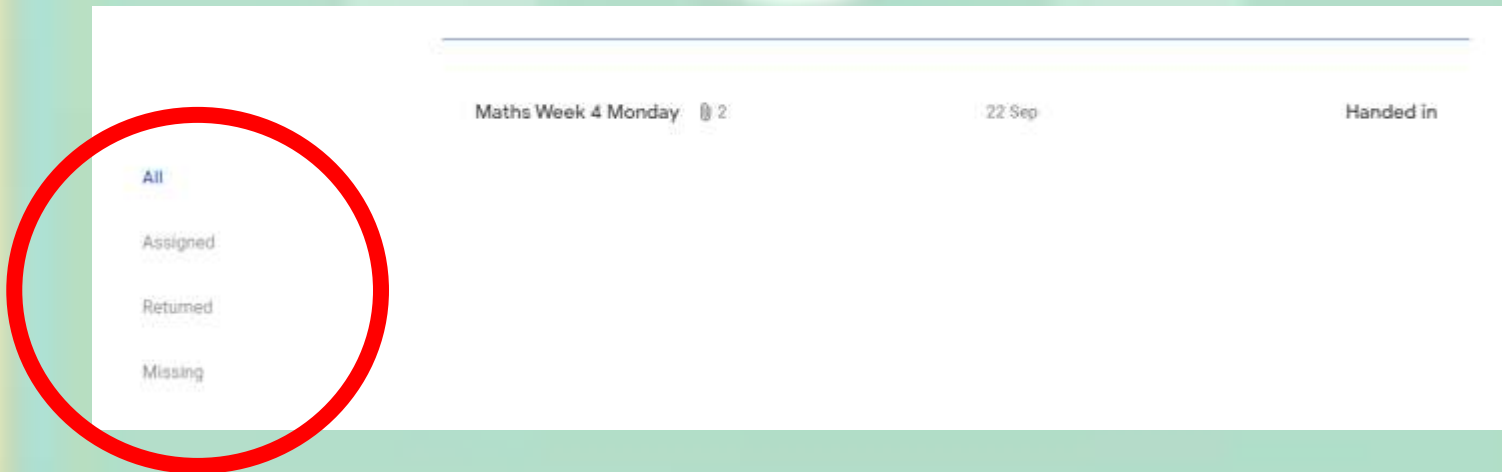 Maths Week 4 Monday 2 22 Sep Handed in
All
Assigned
Returned
Missing